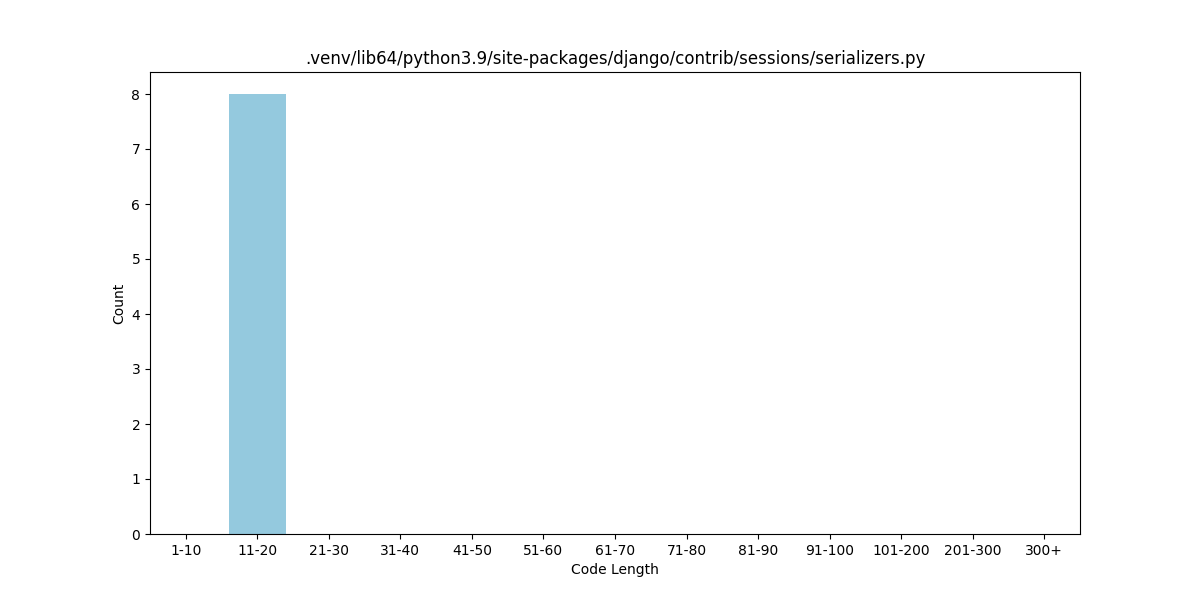 .venv/lib64/python3.9/site-packages/django/contrib/sessions/serializers.py
8
7
6
5
4
3
2
1
0
Count
1-10 11-20 21-30 31-40 41-50 51-60 61-70 71-80 81-90 91-100 101-200 201-300 300+
Code Length